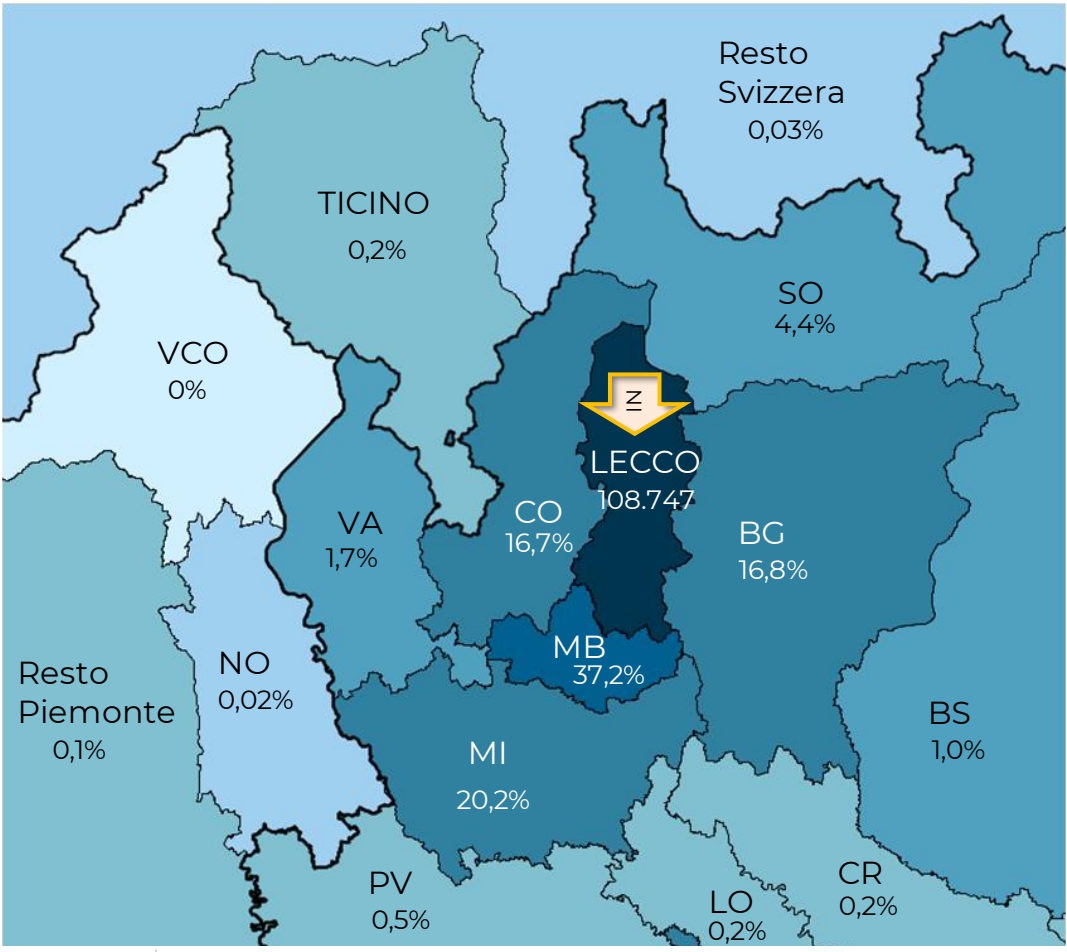 Resto
Svizzera
0,03%
TICINO
0,2%
SO
4,4%
VCO
0%
IN
LECCO
108.747
CO
16,7%
VA
1,7%
BG
16,8%
MB
37,2%
NO
0,02%
Resto
Piemonte
0,1%
BS
1,0%
MI
20,2%
PV
0,5%
CR
0,2%
LO
0,2%